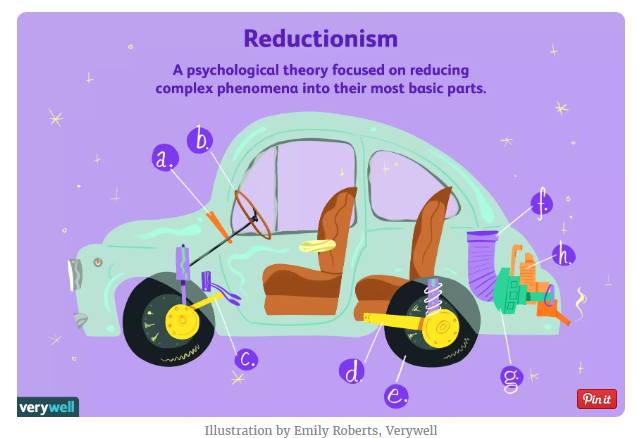 Reductionism
A psychological theory focused on reducing
complex phenomena into their most basic parts.
b.
a.
f.
h.
c.
d.
g.
e.
verywell
Pin it
Illustration by Emily Roberts, Verywell